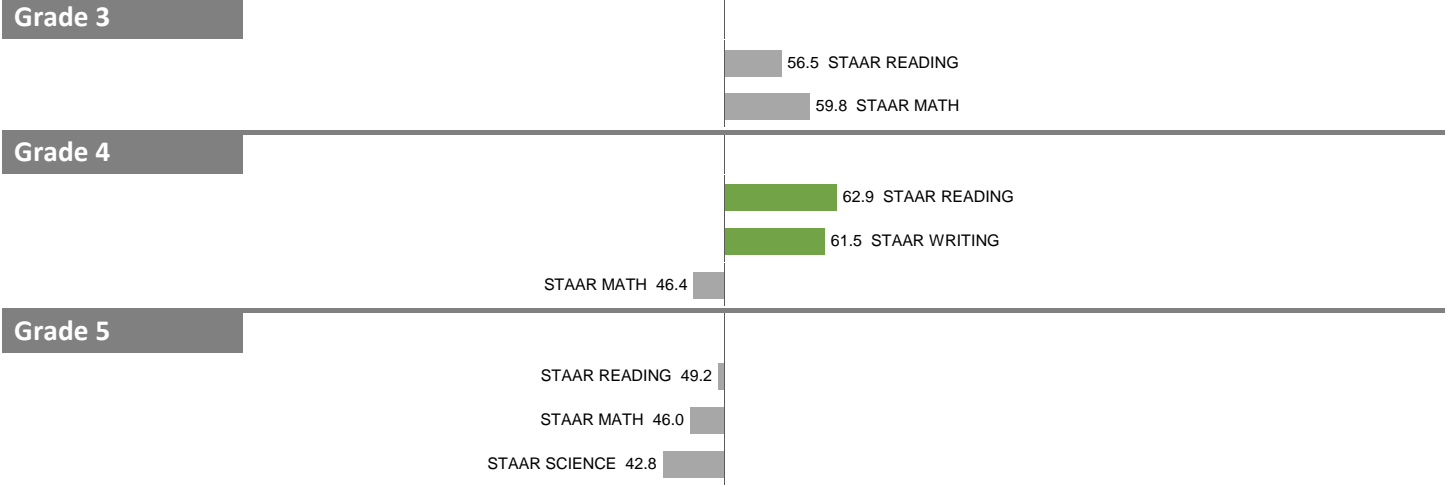 Grade 3
56.5 STAAR READING
59.8 STAAR MATH
Grade 4
62.9 STAAR READING
61.5 STAAR WRITING
STAAR MATH 46.4
Grade 5
STAAR READING 49.2
STAAR MATH 46.0
STAAR SCIENCE 42.8